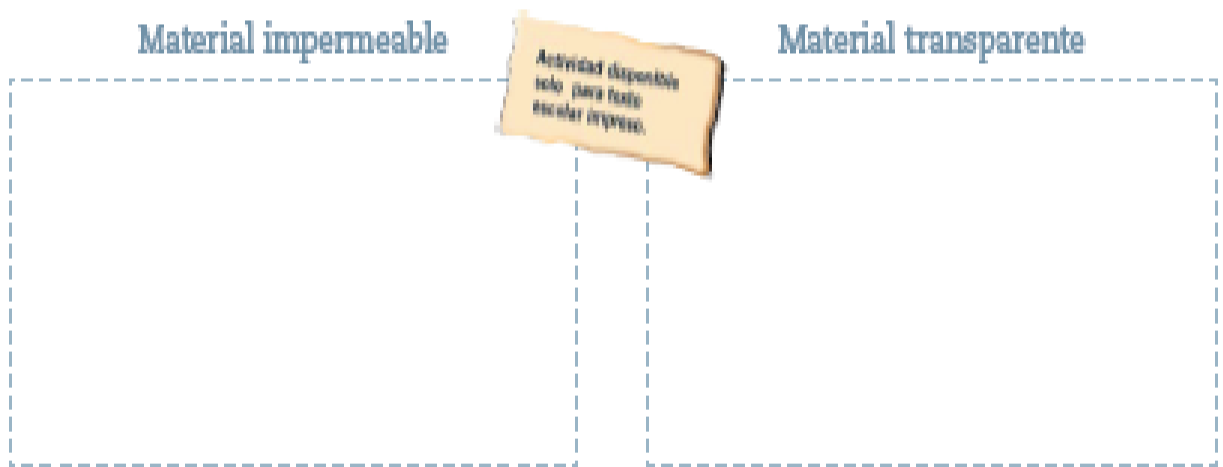 Material impermeable
Actividad disponible
solo para texto
escolar impreso.
Material transparente